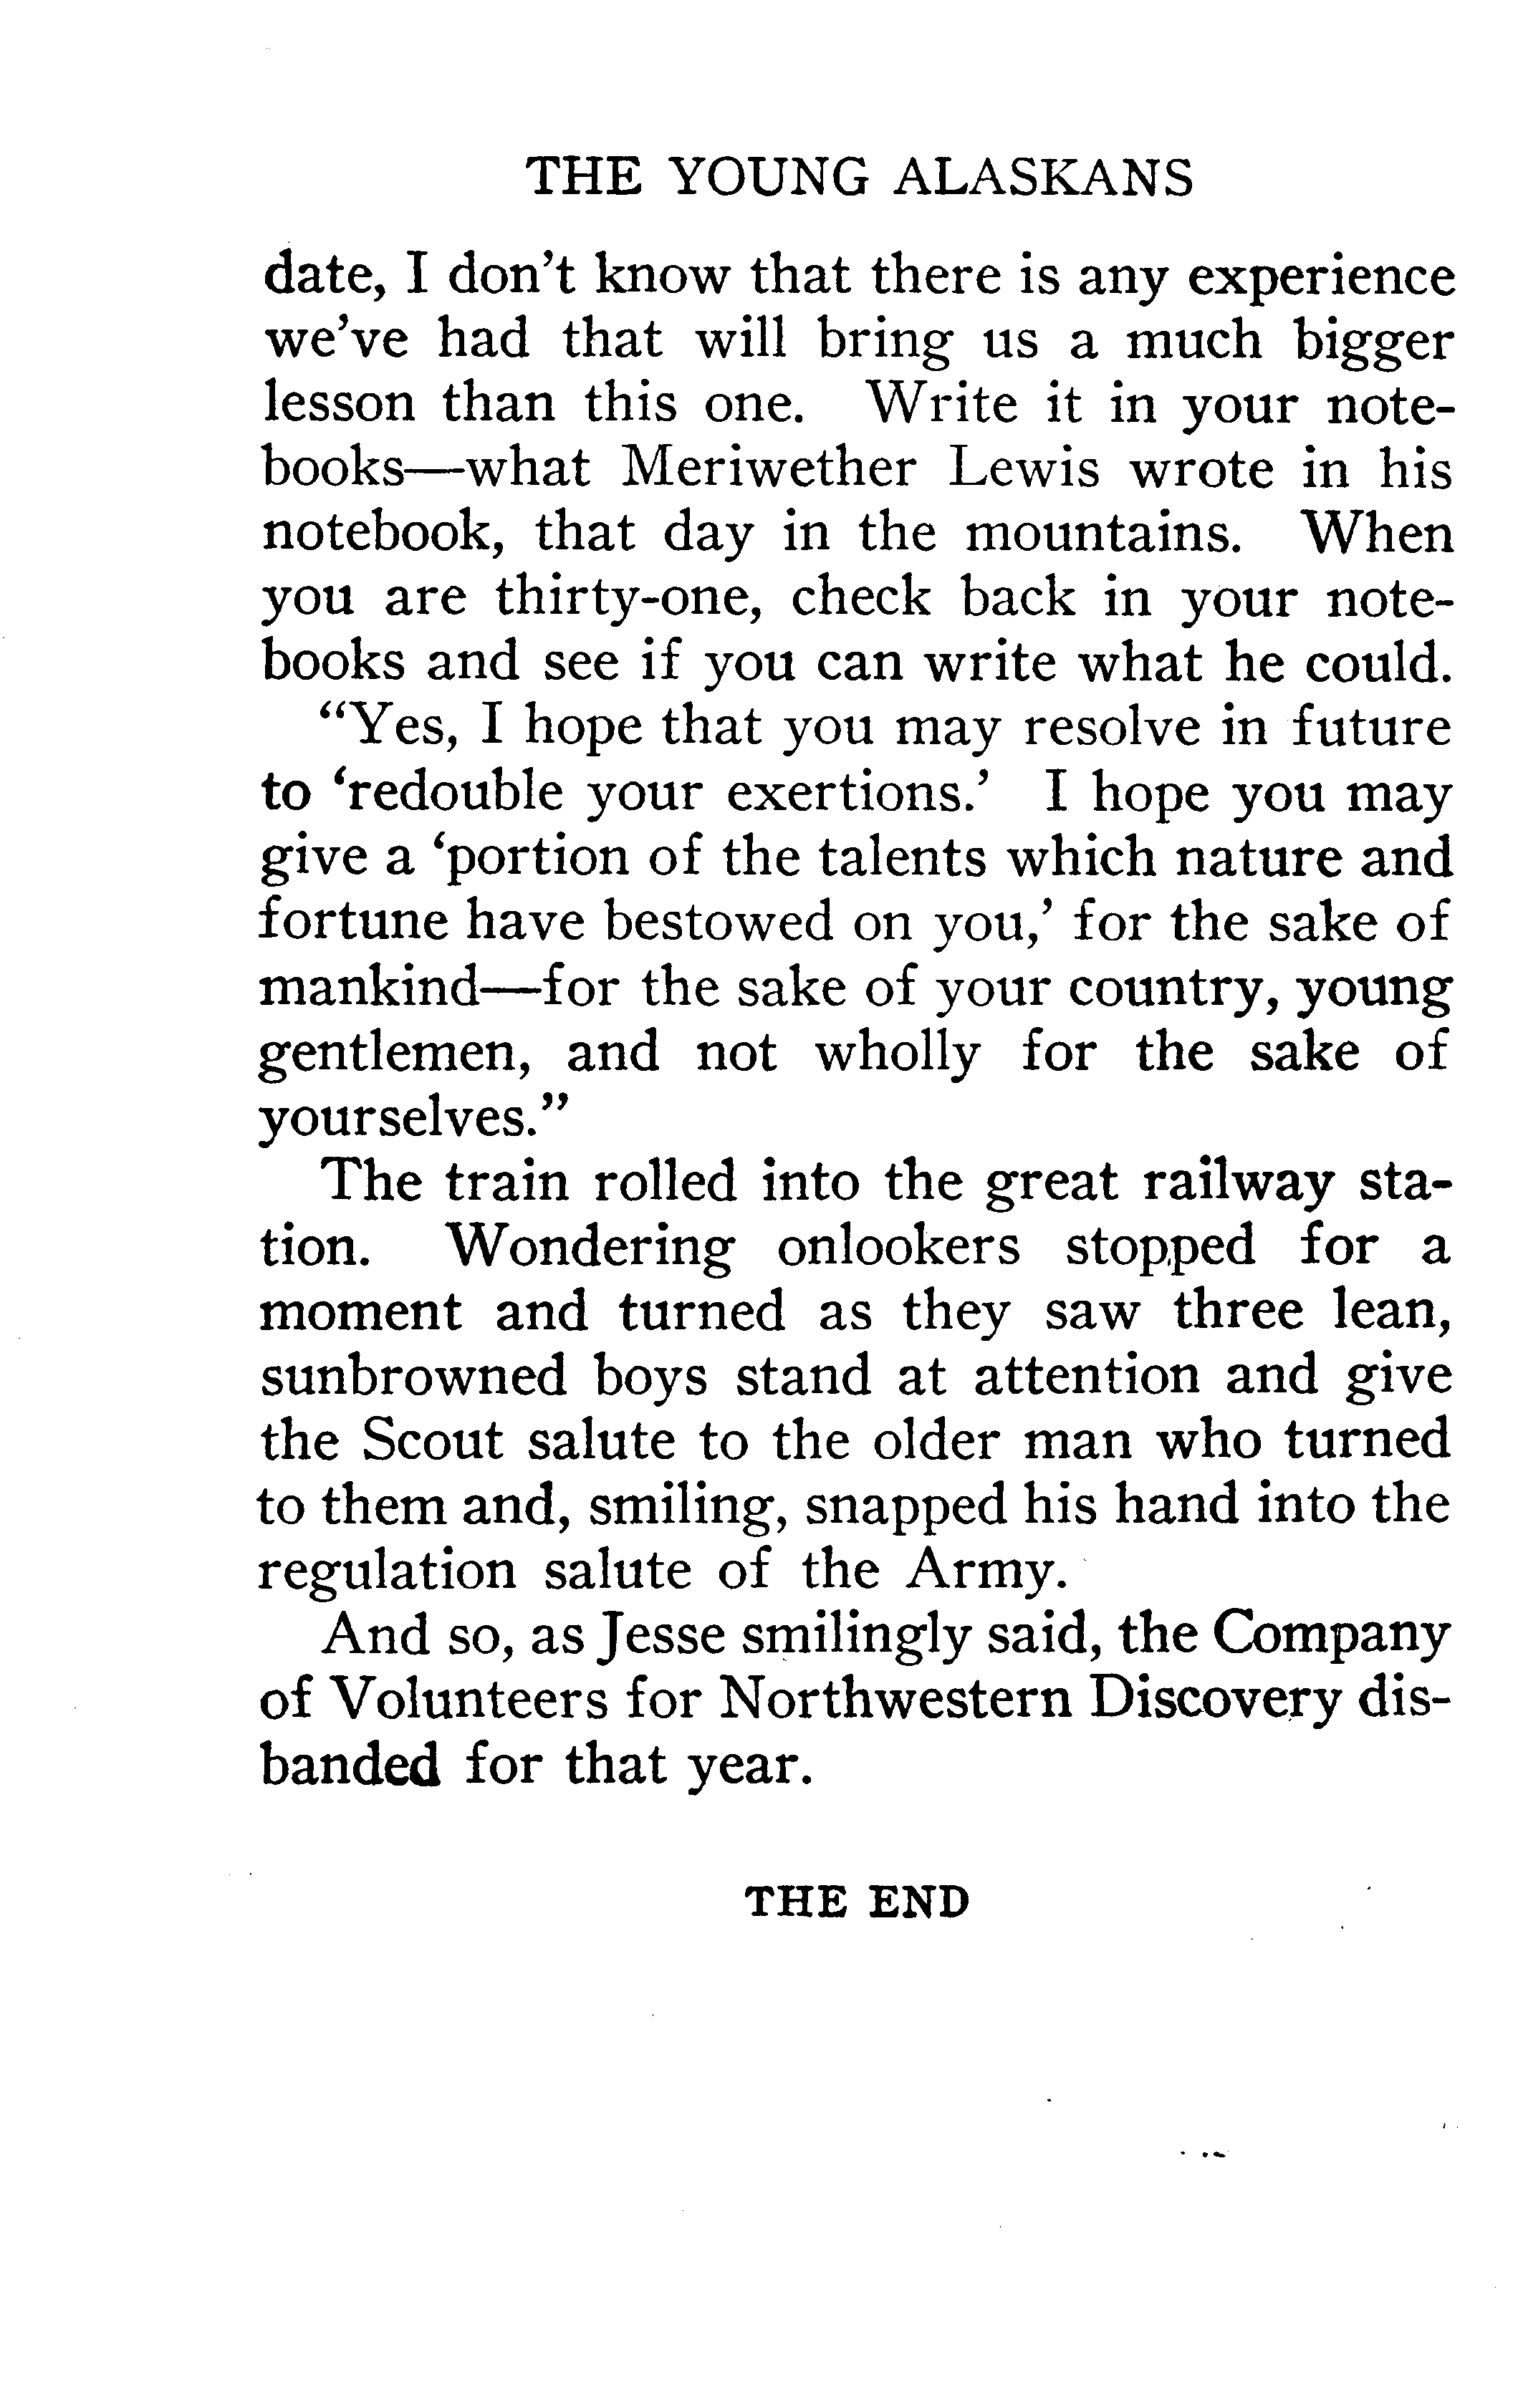 THE YOUNG ALASKANS
date, I don't know that there is any experience
we've had that will bring us a much bigger
lesson than this one. Write it in your note-
books—what Meriwether Lewis wrote in his
notebook, that day in the mountains. When
you are thirty-one, check back in your note-
books and see if you can write what he could.
“Yes, I hope that you may resolve in future
to ‘redouble your exertions.’ I hope you may
give a ‘portion of the talents which nature and
fortune have bestowed on you,’ for the sake of
mankind—for the sake of your country, young
gentlemen, and not wholly for the sake of
yourselves.”
The train rolled into the great railway sta-
tion. Wondering onlookers stopped for a
moment and turned as they saw three lean,
sunbrowned boys stand at attention and give
the Scout salute to the older man who turned
to them and, smiling, snapped his hand into the
regulation salute of the Army.
And so, as Jesse smilingly said, the Company
of Volunteers for Northwestern Discovery dis-
banded for that year.
THE END